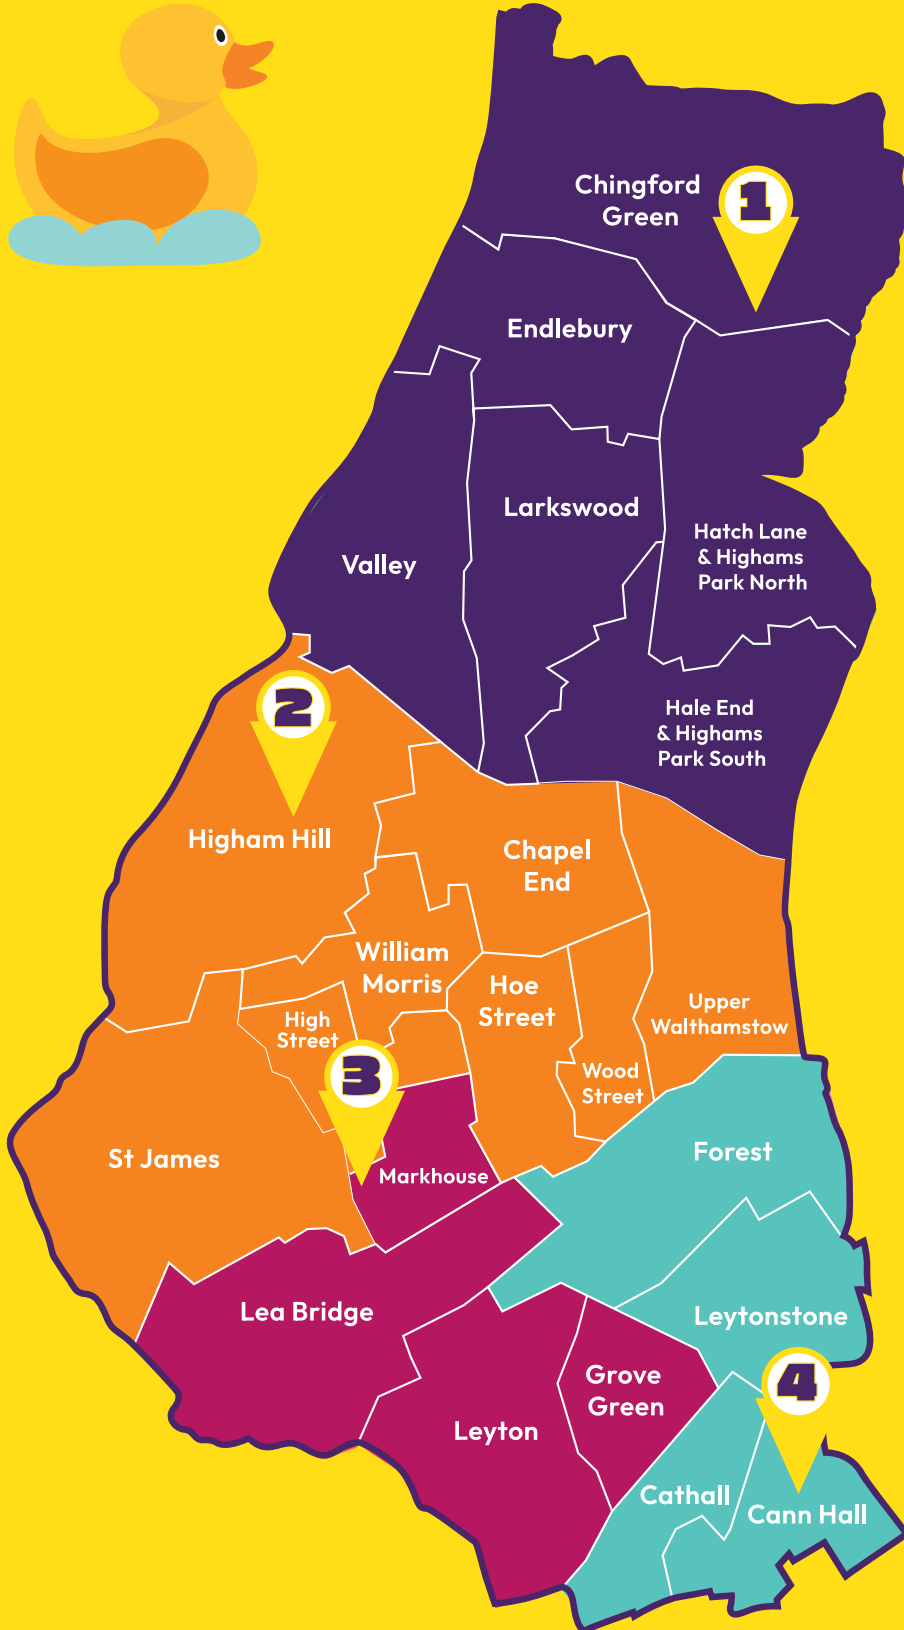 Chingford
Green
1
Endlebury
Larkswood
Valley
Hatch Lane
& Highams
Park North
Hale End
& Highams
Park South
2
Higham Hill
Chapel
End
William
Morris
Hoe
Street
High
Street
Upper
Walthamstow
Wood
Street
3
St James
Markhouse
Forest
Lea Bridge
Leytonstone
4
Grove
Green
Leyton
Cathall
Cann Hall